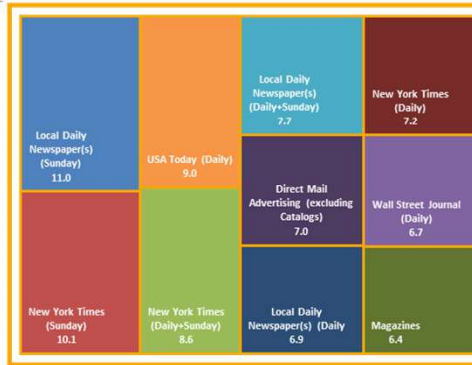 Local Daily
Newspaper(s)
(Sunday)
11.0
USA Today (Daily)
9.0
Local Daily
Newspaper(s)
(Daily+Sunday)
7.7
New York Times
(Daily)
7.2
Direct Mail
Advertising (excluding
Catalogs)
7.0
Wall Street Journal
(Daily)
6.7
New York Times
(Sunday)
10.1
New York Times
(Daily+Sunday)
8.6
Local Daily
Newspaper(s) (Daily
6.9
Magazines
6.4